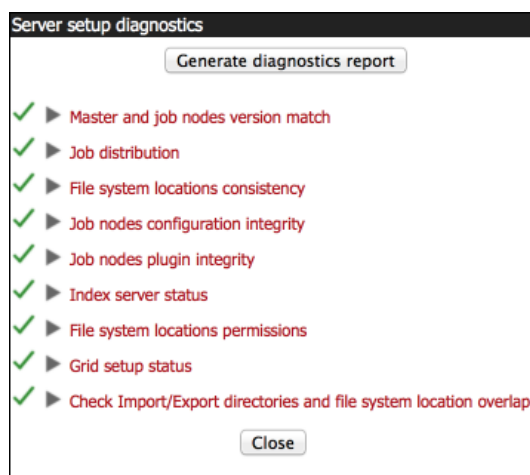 Server setup diagnostics
Generate diagnostics report
Master and job nodes version match
Job distribution
File system locations consistency
Job nodes configuration integrity
Job nodes plugin integrity
Index server status
File system locations permissions
Grid setup status
Check Import/Export directories and file system location overlap
Close